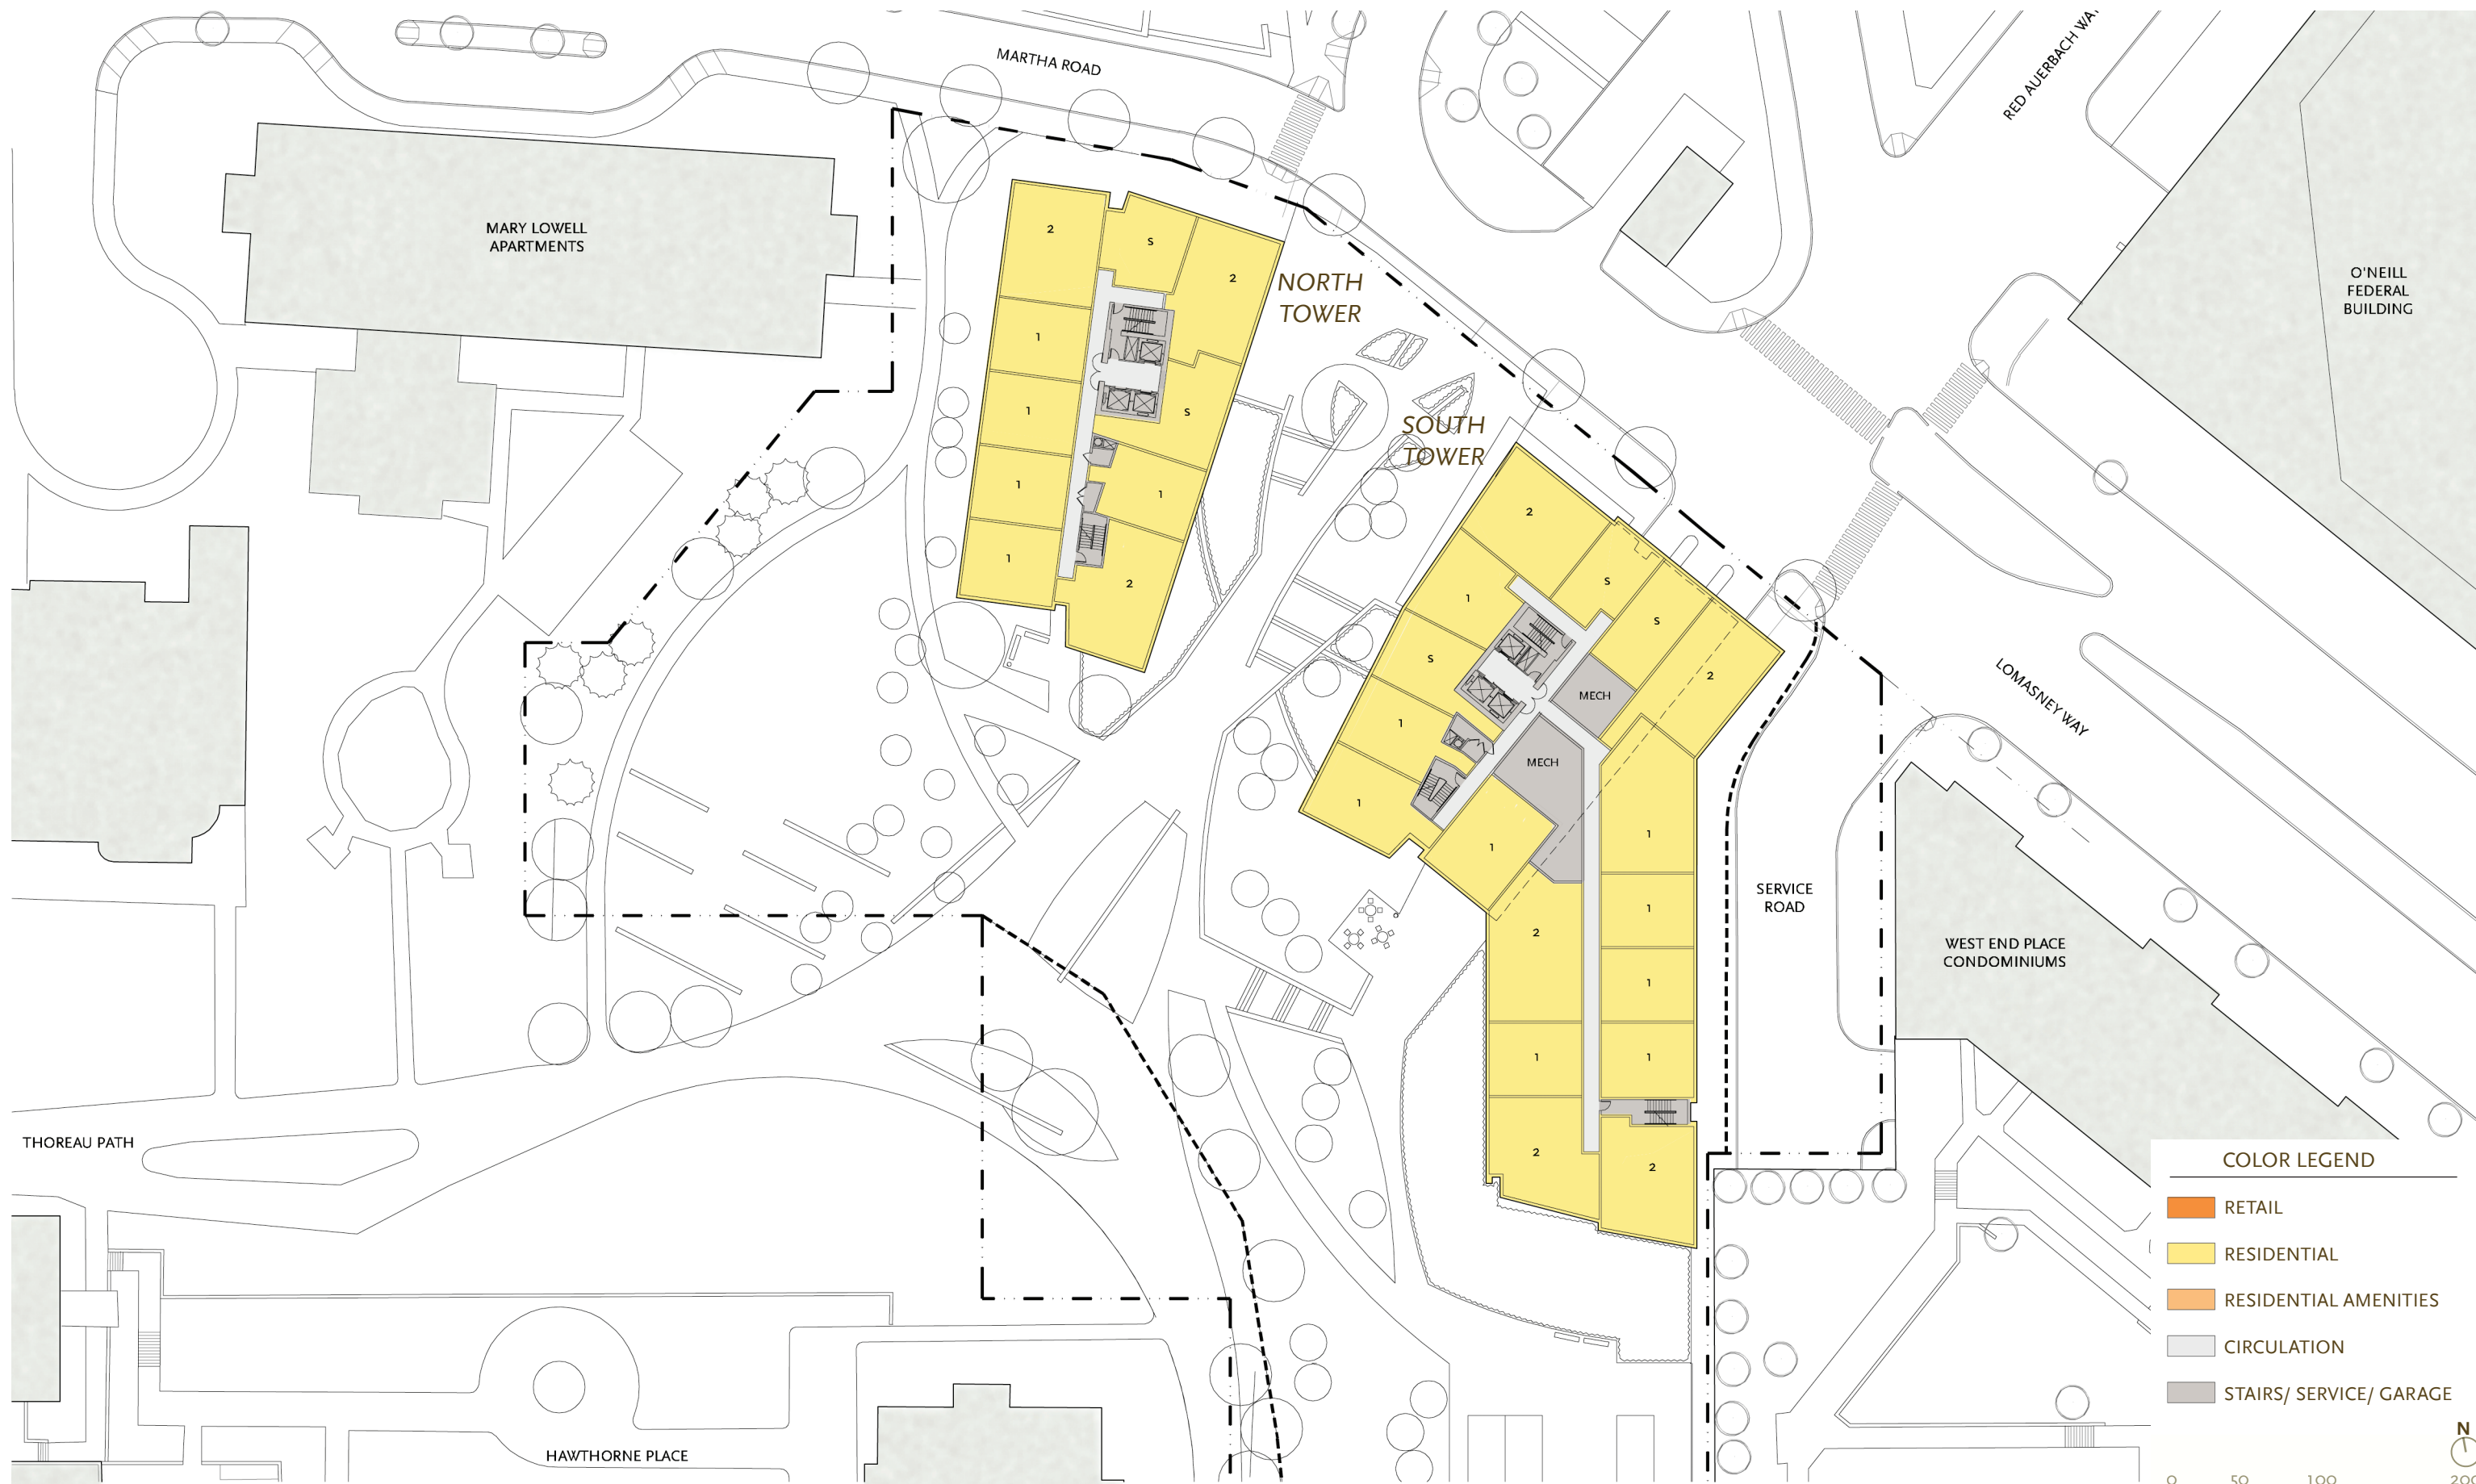 MARTHA ROAD
RED AUERBACH WAY
MARY LOWELL
APARTMENTS
O'NEILL
FEDERAL
BUILDING
NORTH
TOWER
SOUTH
TOWER
2
S
2
1
1
S
1
1
1
2
2
1
S
S
S
2
1
1
MECH
MECH
1
1
1
2
1
1
1
2
2
LOMASNEY WAY
SERVICE
ROAD
WEST END PLACE
CONDOMINIUMS
THOREAU PATH
HAWTHORNE PLACE
COLOR LEGEND
RETAIL
RESIDENTIAL
RESIDENTIAL AMENITIES
CIRCULATION
STAIRS/ SERVICE/ GARAGE
N
0 50 100 200